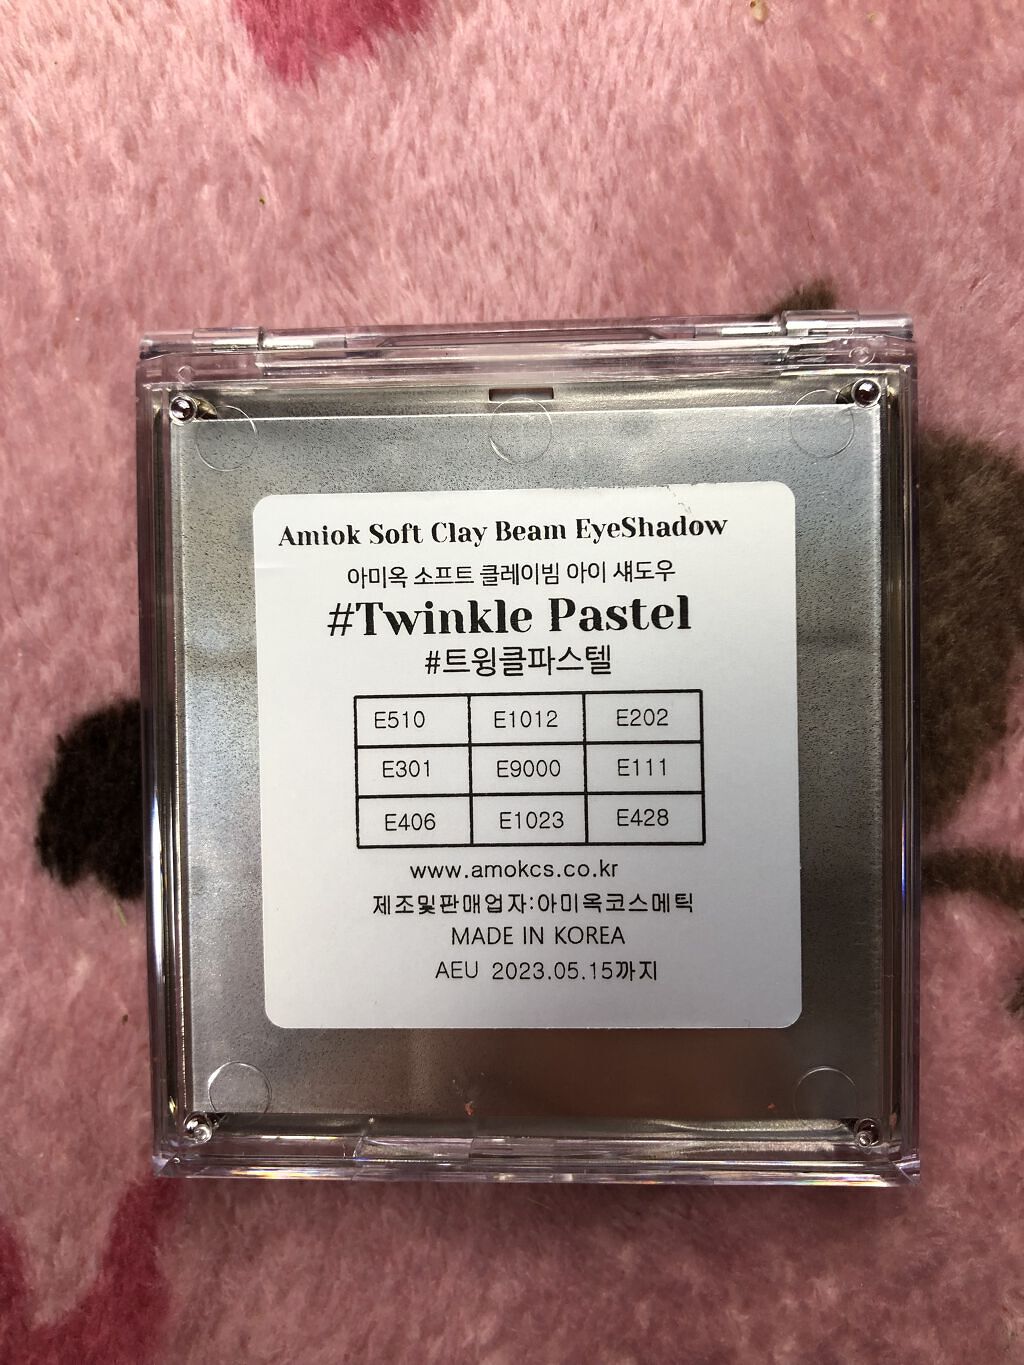 Amiok Soft Clay Beam EyeShadow
아미옥 소프트 클레이빔 아이 섀도우
#Twinkle Pastel
#트윙클파스텔
E510 E1012 E202
E301 E9000 E111
E406 E1023 E428
www.amokcs.co.kr
제조및판매업자:아미옥코스메틱
MADE IN KOREA
AEU 2023.05.15까지